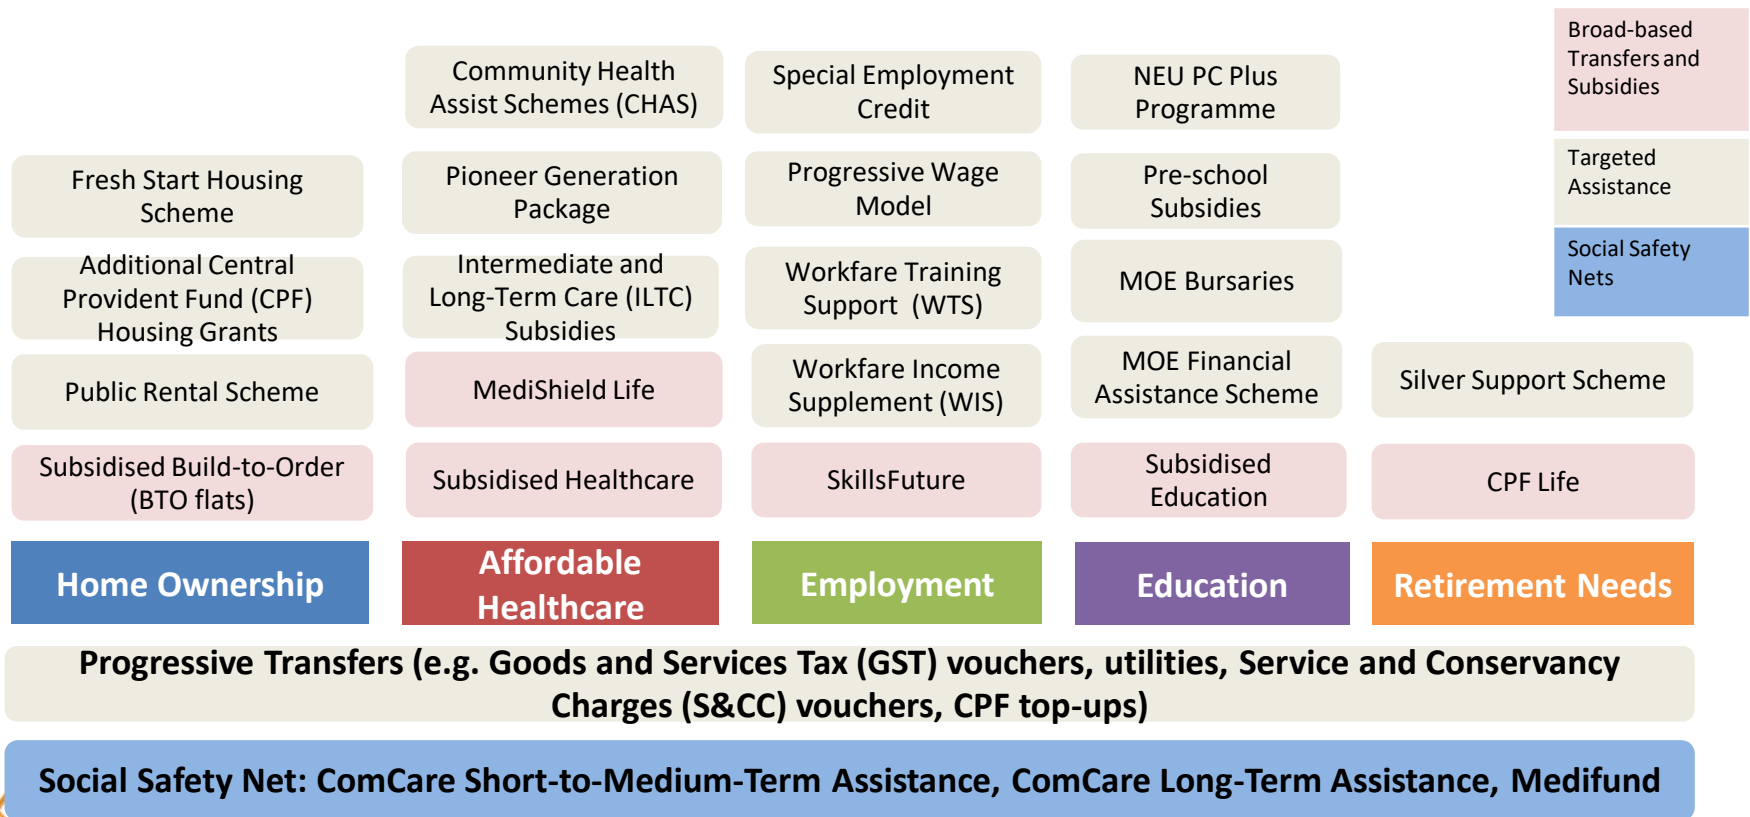 Broad-based
Transfers and
Subsidies
Targeted
Assistance
Social Safety
Nets
Community Health
Assist Schemes (CHAS)
Special Employment
Credit
NEU PC Plus
Programme
Fresh Start Housing
Scheme
Pioneer Generation
Package
Progressive Wage
Model
Pre-school
Subsidies
Additional Central
Provident Fund (CPF)
Housing Grants
Intermediate and
Long-Term Care (ILTC)
Subsidies
Workfare Training
Support (WTS)
MOE Bursaries
Public Rental Scheme
MediShield Life
Workfare Income
Supplement (WIS)
MOE Financial
Assistance Scheme
Silver Support Scheme
Subsidised Build-to-Order
(BTO flats)
Subsidised Healthcare
SkillsFuture
Subsidised
Education
CPF Life
Home Ownership
Affordable
Healthcare
Employment
Education
Retirement Needs
Progressive Transfers (e.g. Goods and Services Tax (GST) vouchers, utilities, Service and Conservancy
Charges (S&CC) vouchers, CPF top-ups)
Social Safety Net: ComCare Short-to-Medium-Term Assistance, ComCare Long-Term Assistance, Medifund